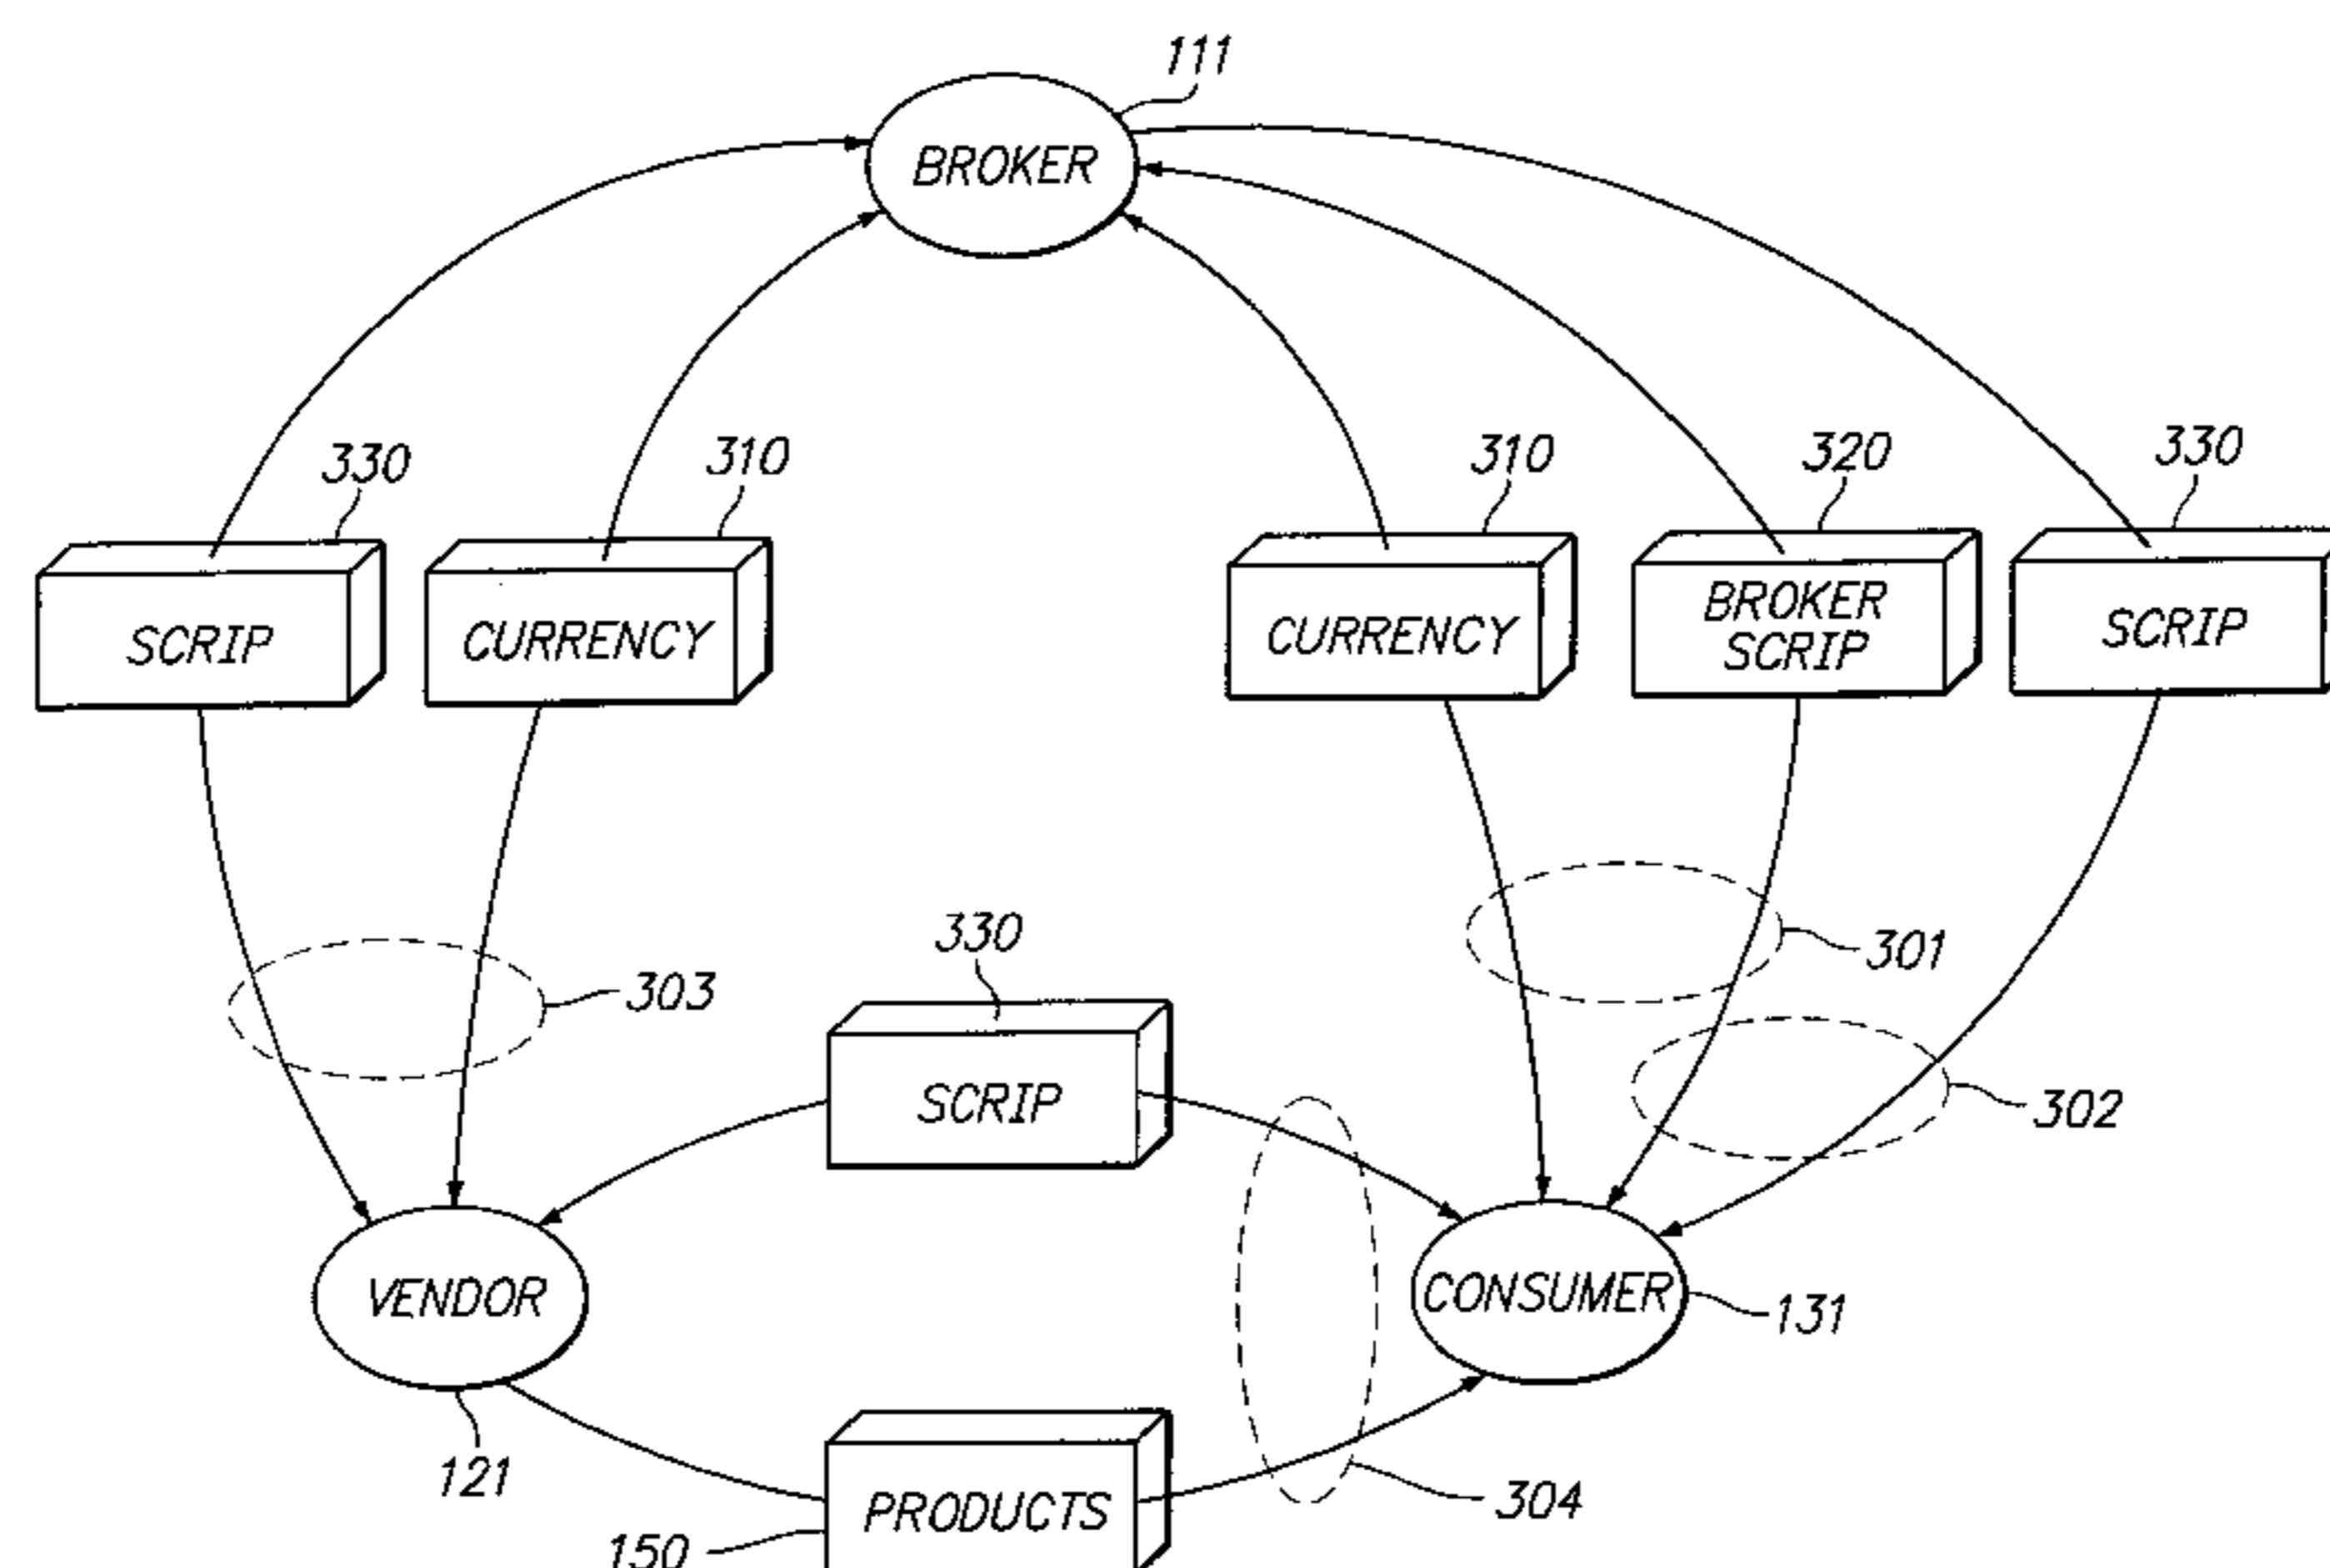 111
BROKER
330
310
310
320
330
SCRIP
CURRENCY
CURRENCY
BROKER
SCRIP
SCRIP
303
330
301
SCRIP
302
VENDOR
CONSUMER
131
121
PRODUCTS
304
150